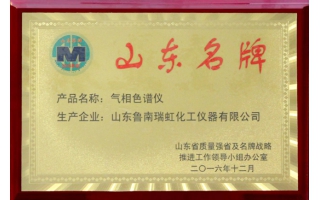 山东名牌
产品名称：气相色谱仪
生产企业：山东鲁南瑞虹化工仪器有限公司
山东省质量强省及名牌战略
推进工作领导小组办公室
二〇一六年十二月